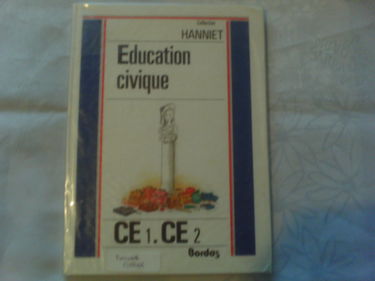 Collection
HANNIET
Education
civique
CE 1. CE 2
Bordas